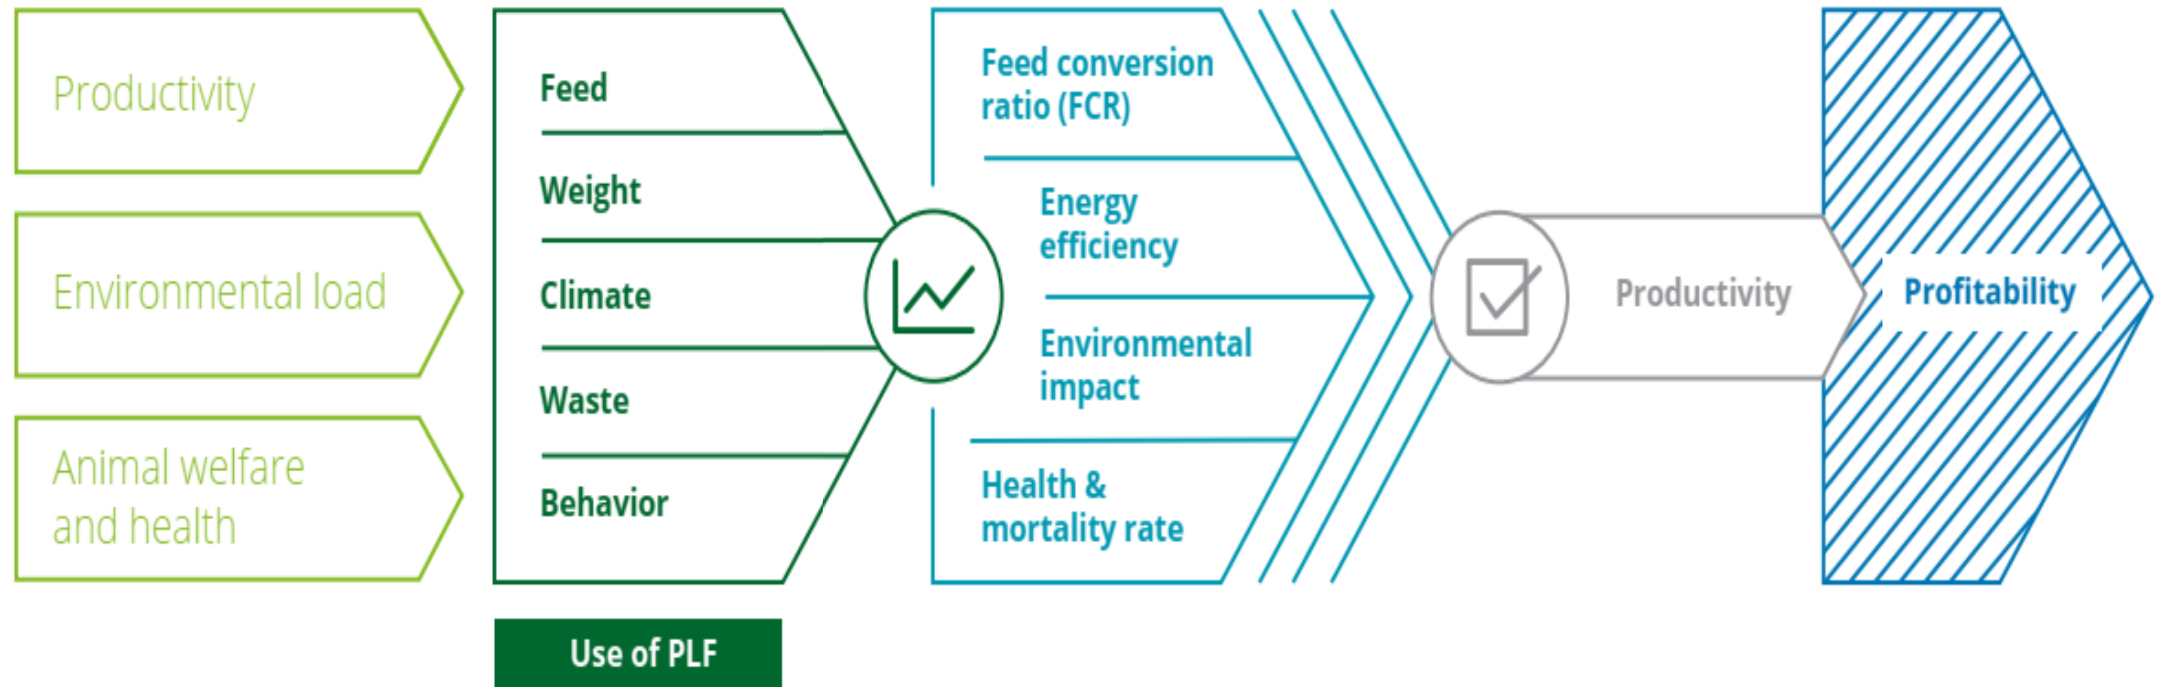 Productivity
Environmental load
Animal welfare
and health
Feed
Weight
Climate
Waste
Behavior
Use of PLF
Feed conversion
ratio (FCR)
Energy
efficiency
Environmental
impact
Health &
mortality rate
Productivity
Profitability